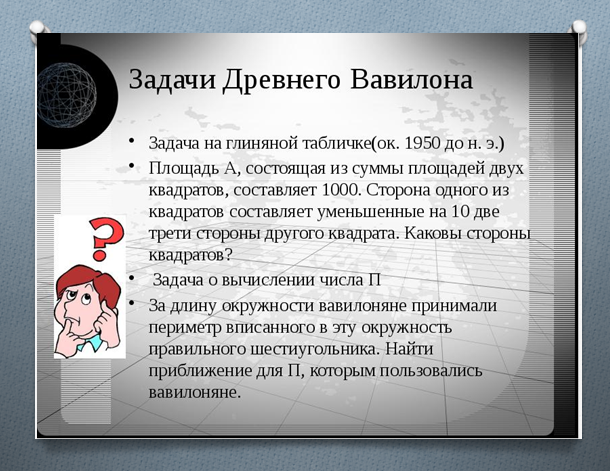 Задачи Древнего Вавилона
• Задача на глиняной табличке(ок. 1950 до н. э.)
• Площадь А, состоящая из суммы площадей двух
квадратов, составляет 1000. Сторона одного из
квадратов составляет уменьшенные на 10 две
трети стороны другого квадрата. Каковы стороны
квадратов?
• Задача о вычислении числа П
• За длину окружности вавилоняне принимали
периметр вписанного в эту окружность
правильного шестиугольника. Найти
приближение для П, которым пользовались
вавилоняне.
?